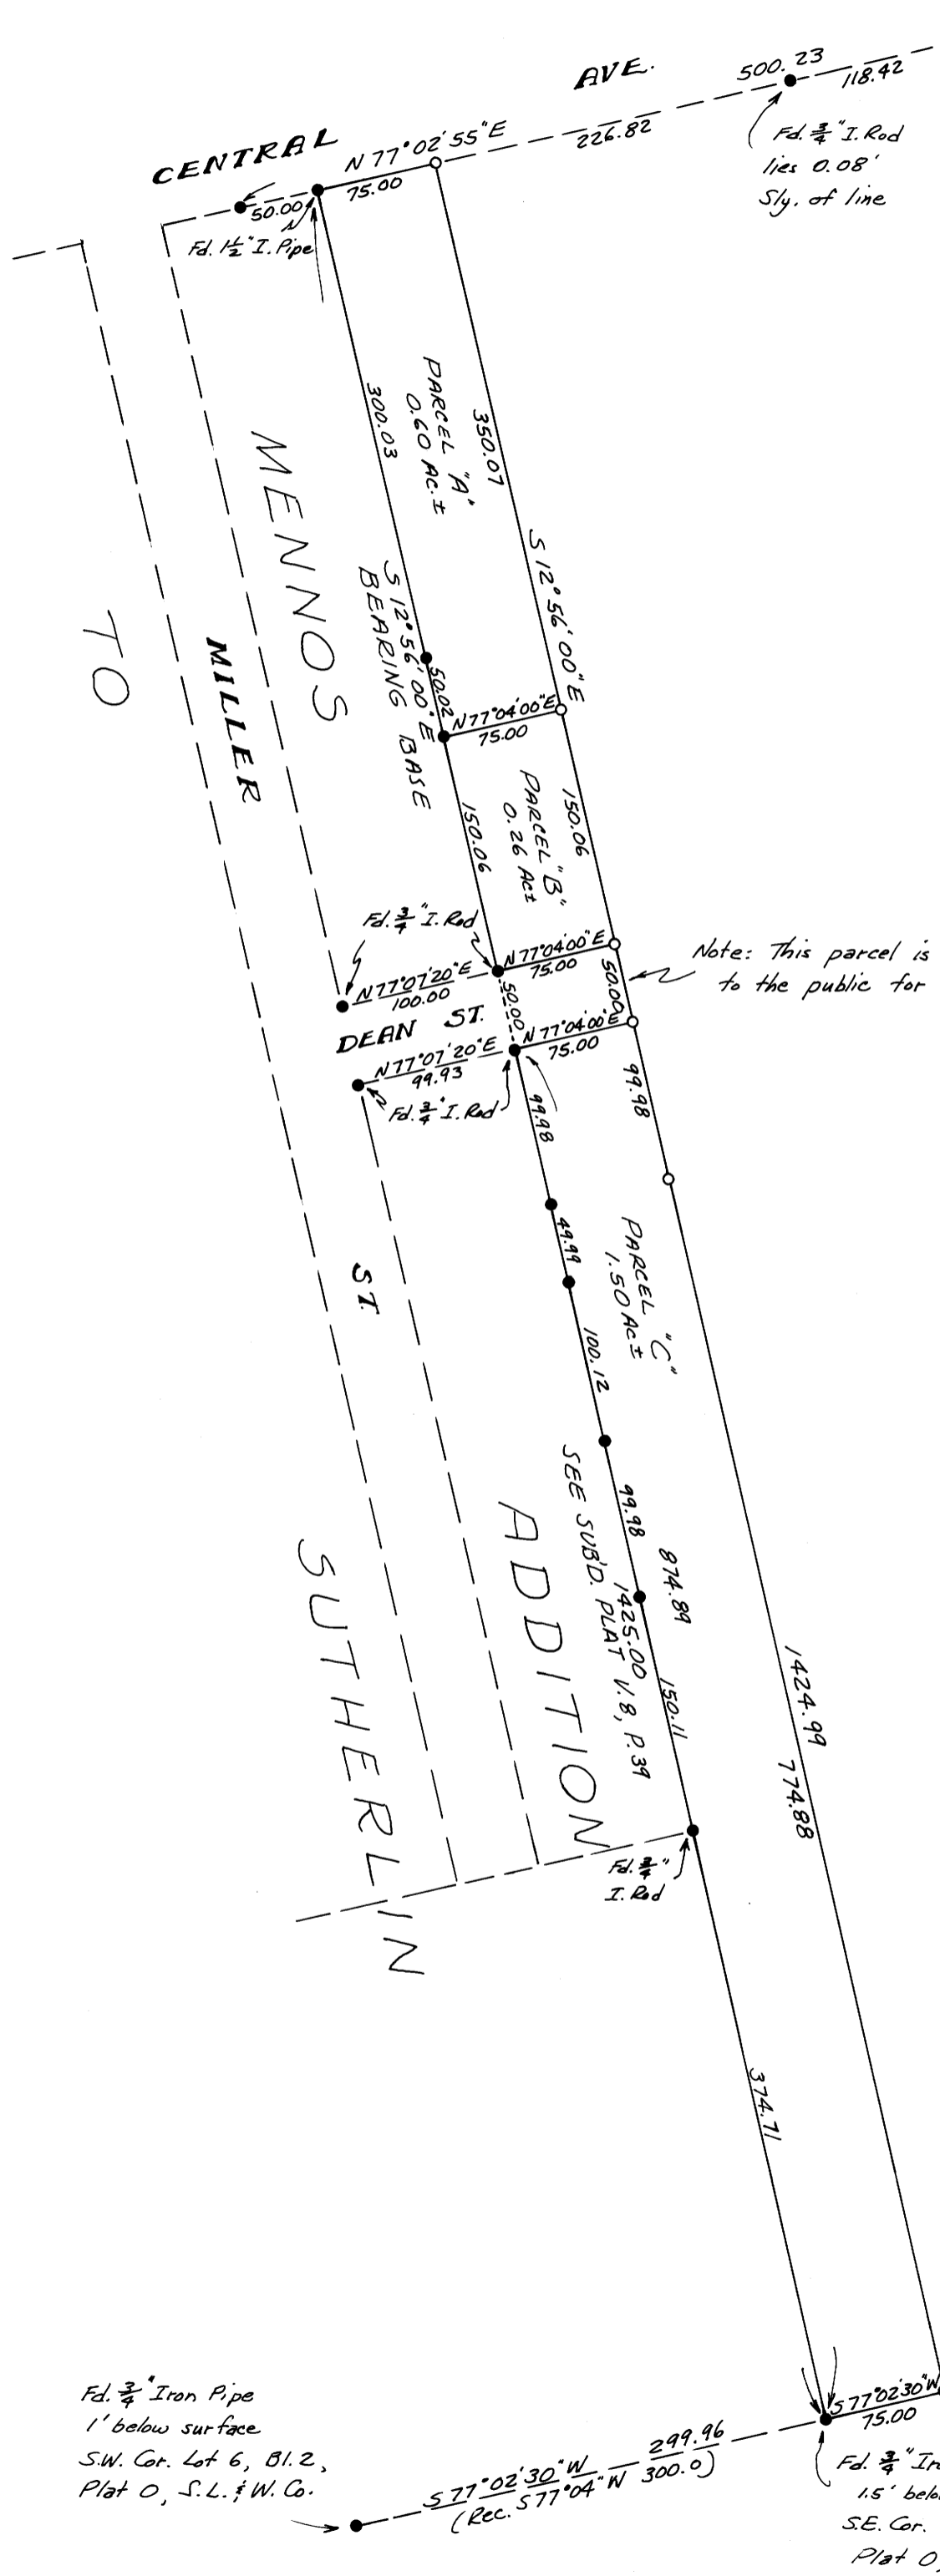 CENTRAL AVE.
500.23
118.42
226.82
N 77° 02' 55" E
75.00
50.00
Fd. 3/4" I. Rod
lies 0.08'
Sly. of line
Fd. 1 1/2" I. Pipe
PARCEL "A"
0.60 Ac.±
300.03
350.07
S 12° 56' 00" E
S 12° 56' 00" E
BEARING BASE
MENNOS
TO
MILLER
50.02
N 77° 04' 00" E
75.00
PARCEL "B"
0.26 Ac±
150.06
150.06
Fd. 3/4" I. Rod
N 77° 04' 00" E
75.00
N 77° 07' 20" E
100.00
50.00
50.00
Note: This parcel is
to the public for
DEAN ST.
N 77° 04' 00" E
75.00
N 77° 07' 20" E
99.93
Fd. 3/4" I. Rod
99.98
99.98
49.99
PARCEL "C"
1.50 Ac±
ST.
100.12
99.98
874.89
SEE SUB'D. PLAT V.8, P.39
1425.00
150.11
ADDITION
SUTHERLIN
1424.99
774.88
Fd. 3/4"
I. Rod
374.71
Fd. 3/4" Iron Pipe
1' below surface
S.W. Cor. Lot 6, Bl. 2,
Plat O, S.L. & W. Co.
S 77° 02' 30" W
299.96
(Rec. S 77° 04" W 300.0)
S 77° 02' 30" W
75.00
Fd. 3/4" Iro
1.5' belo
S.E. Cor.
Plat O,